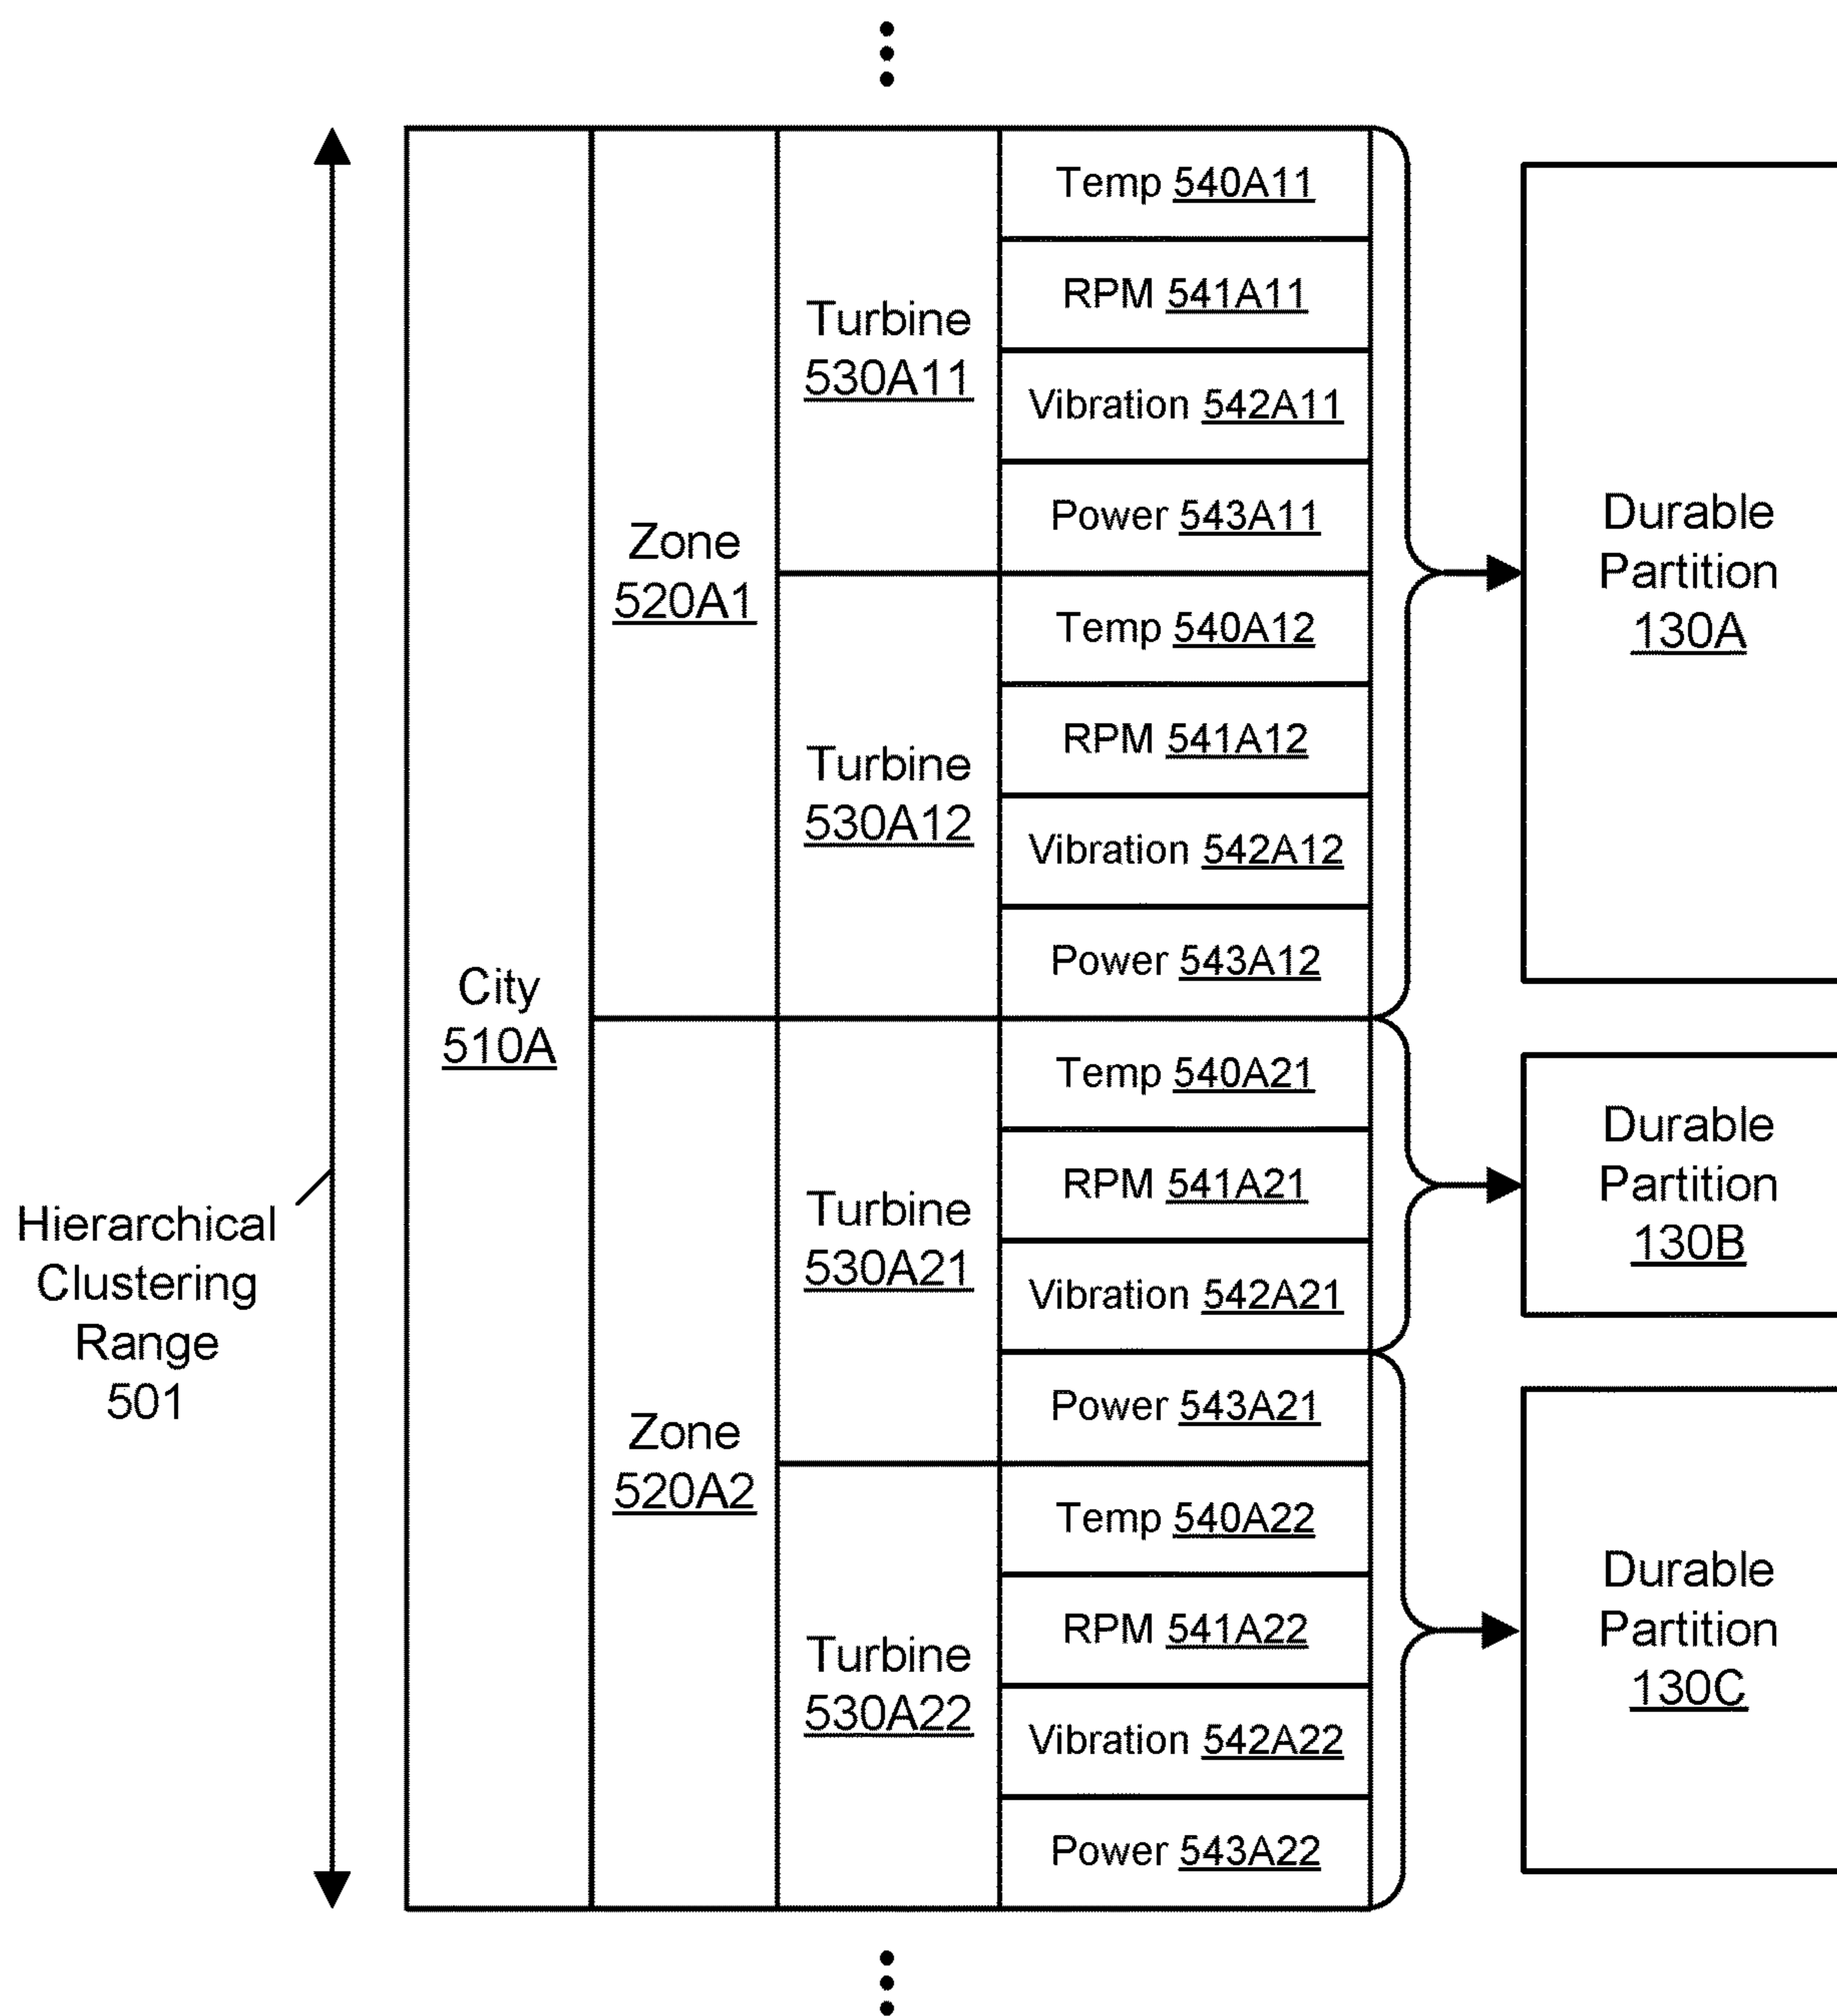 Hierarchical
Clustering
Range
501
City
510A
Zone
520A1
Turbine
530A11
Temp 540A11
RPM 541A11
Vibration 542A11
Power 543A11
Turbine
530A12
Temp 540A12
RPM 541A12
Vibration 542A12
Power 543A12
Zone
520A2
Turbine
530A21
Temp 540A21
RPM 541A21
Vibration 542A21
Power 543A21
Turbine
530A22
Temp 540A22
RPM 541A22
Vibration 542A22
Power 543A22
Durable
Partition
130A
Durable
Partition
130B
Durable
Partition
130C